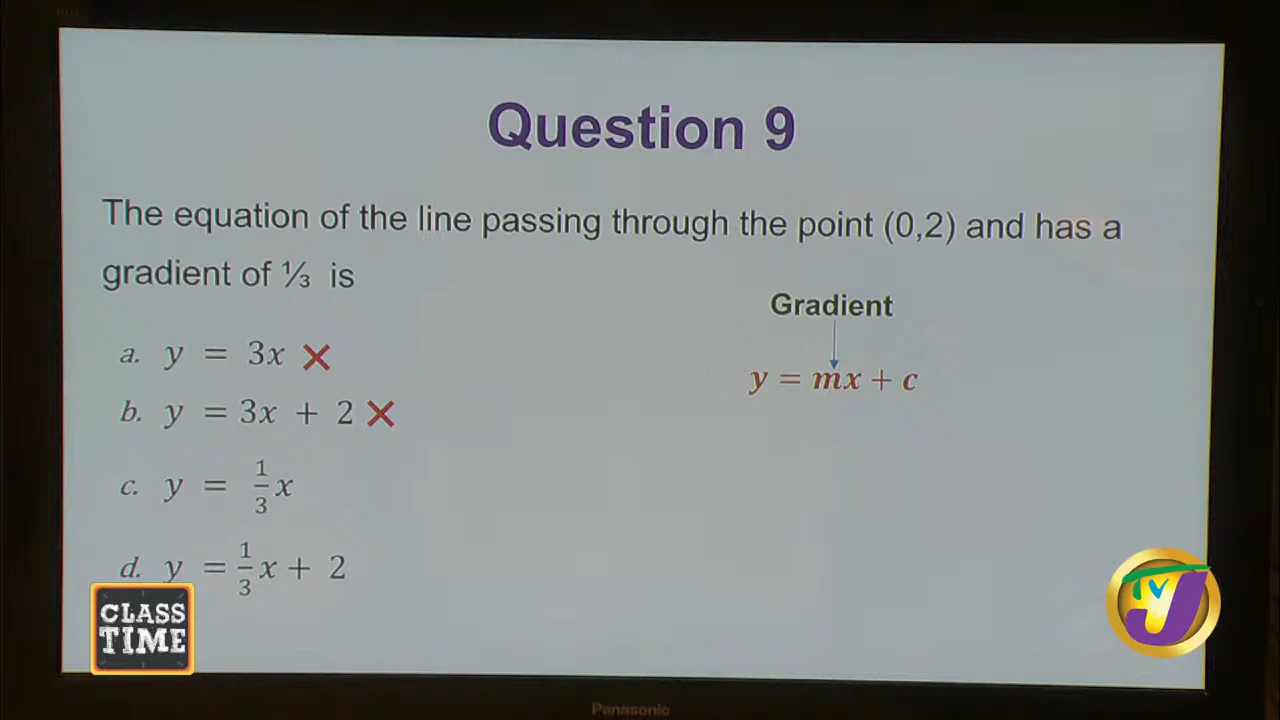 Question 9
The equation of the line passing through the point (0,2) and has a
gradient of ⅓ is
Gradient
y = mx + c
a. y = 3x ✕
b. y = 3x + 2 ✕
c. y = 1/3 x
d. y = 1/3 x + 2
CLASS
TIME
TVJ
Panasonic